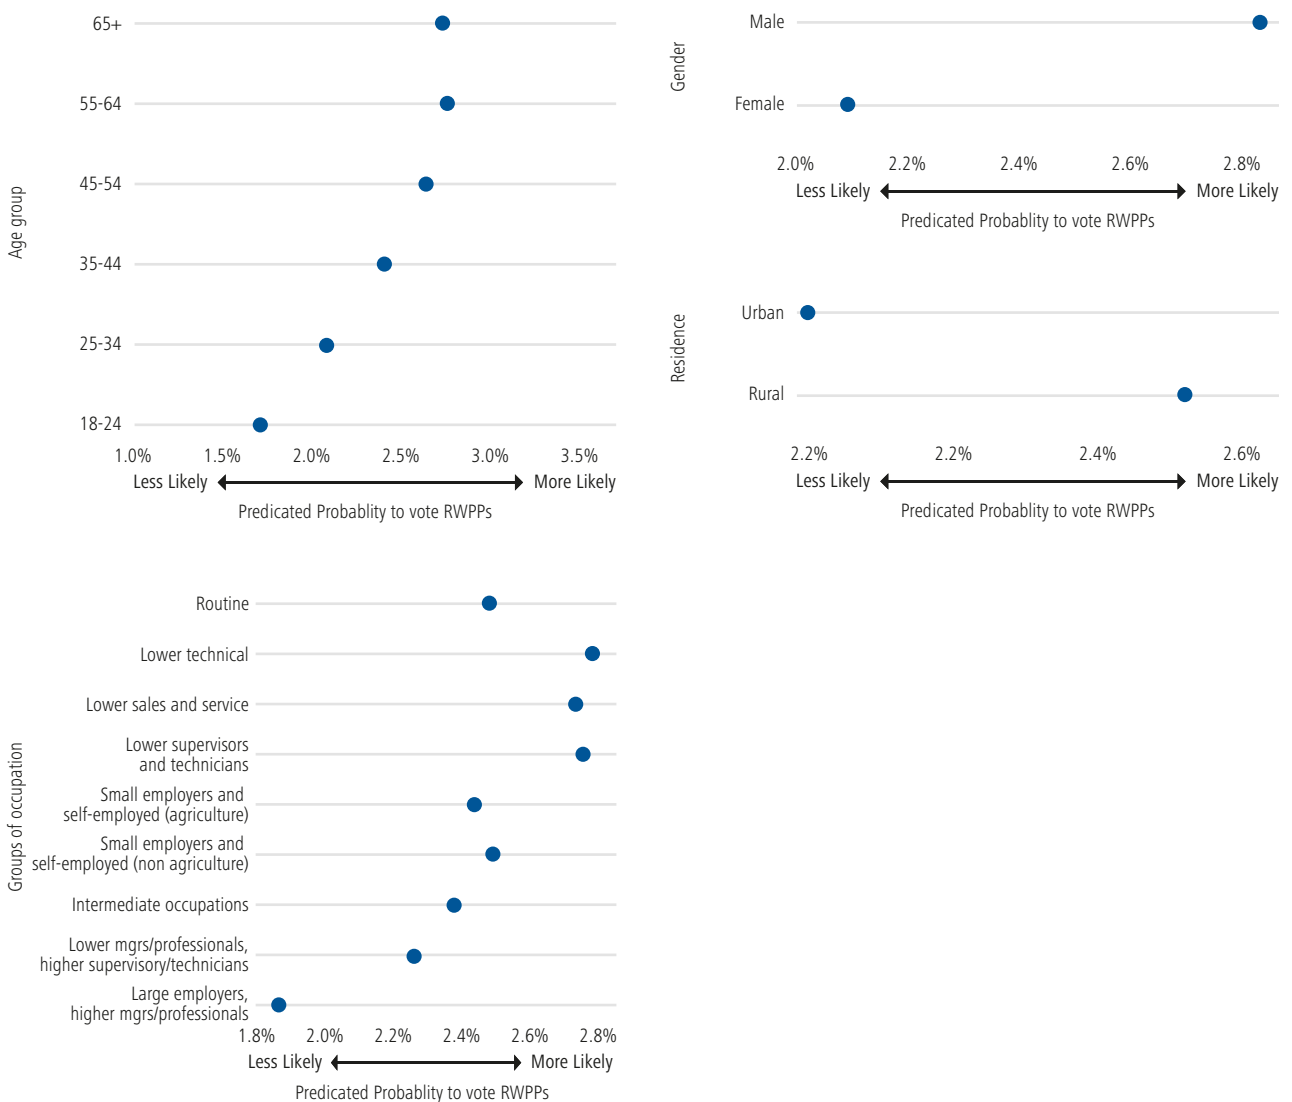 65+
55-64
45-54
35-44
25-34
18-24
Age group
1.0% 1.5% 2.0% 2.5% 3.0% 3.5%
Less Likely More Likely
Predicated Probablity to vote RWPPs
Male
Female
Gender
2.0% 2.2% 2.4% 2.6% 2.8%
Less Likely More Likely
Predicated Probablity to vote RWPPs
Urban
Rural
Residence
2.2% 2.2% 2.4% 2.6%
Less Likely More Likely
Predicated Probablity to vote RWPPs
Routine
Lower technical
Lower sales and service
Lower supervisors
and technicians
Small employers and
self-employed (agriculture)
Small employers and
self-employed (non agriculture)
Intermediate occupations
Lower mgrs/professionals,
higher supervisory/technicians
Large employers,
higher mgrs/professionals
Groups of occupation
1.8% 2.0% 2.2% 2.4% 2.6% 2.8%
Less Likely More Likely
Predicated Probablity to vote RWPPs